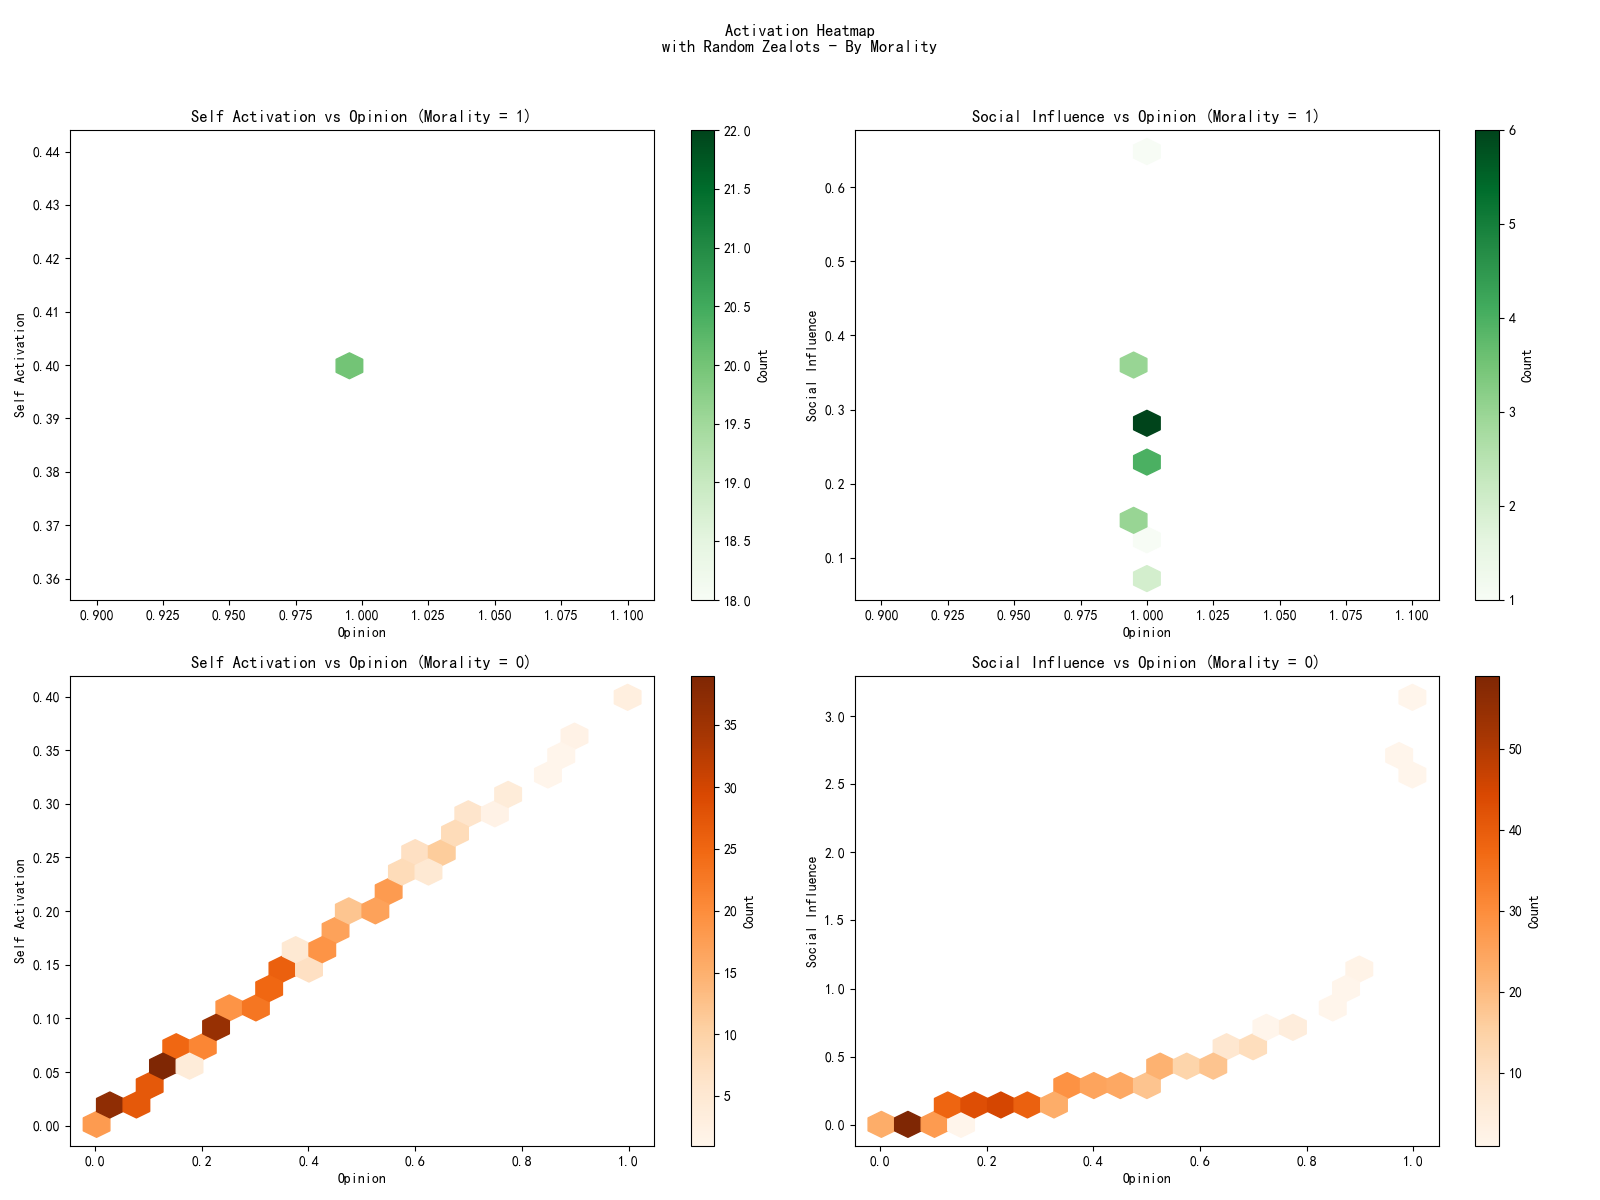 Activation Heatmap
with Random Zealots - By Morality
Self Activation vs Opinion (Morality = 1)
Self Activation
0.44
0.43
0.42
0.41
0.40
0.39
0.38
0.37
0.36
0.900 0.925 0.950 0.975 1.000 1.025 1.050 1.075 1.100
Opinion
22.0
21.5
21.0
20.5
20.0
19.5
19.0
18.5
18.0
Count
Social Influence vs Opinion (Morality = 1)
Social Influence
0.6
0.5
0.4
0.3
0.2
0.1
0.900 0.925 0.950 0.975 1.000 1.025 1.050 1.075 1.100
Opinion
6
5
4
3
2
1
Count
Self Activation vs Opinion (Morality = 0)
Self Activation
0.40
0.35
0.30
0.25
0.20
0.15
0.10
0.05
0.00
0.0 0.2 0.4 0.6 0.8 1.0
Opinion
35
30
25
20
15
10
5
Count
Social Influence vs Opinion (Morality = 0)
Social Influence
3.0
2.5
2.0
1.5
1.0
0.5
0.0
0.0 0.2 0.4 0.6 0.8 1.0
Opinion
50
40
30
20
10
Count